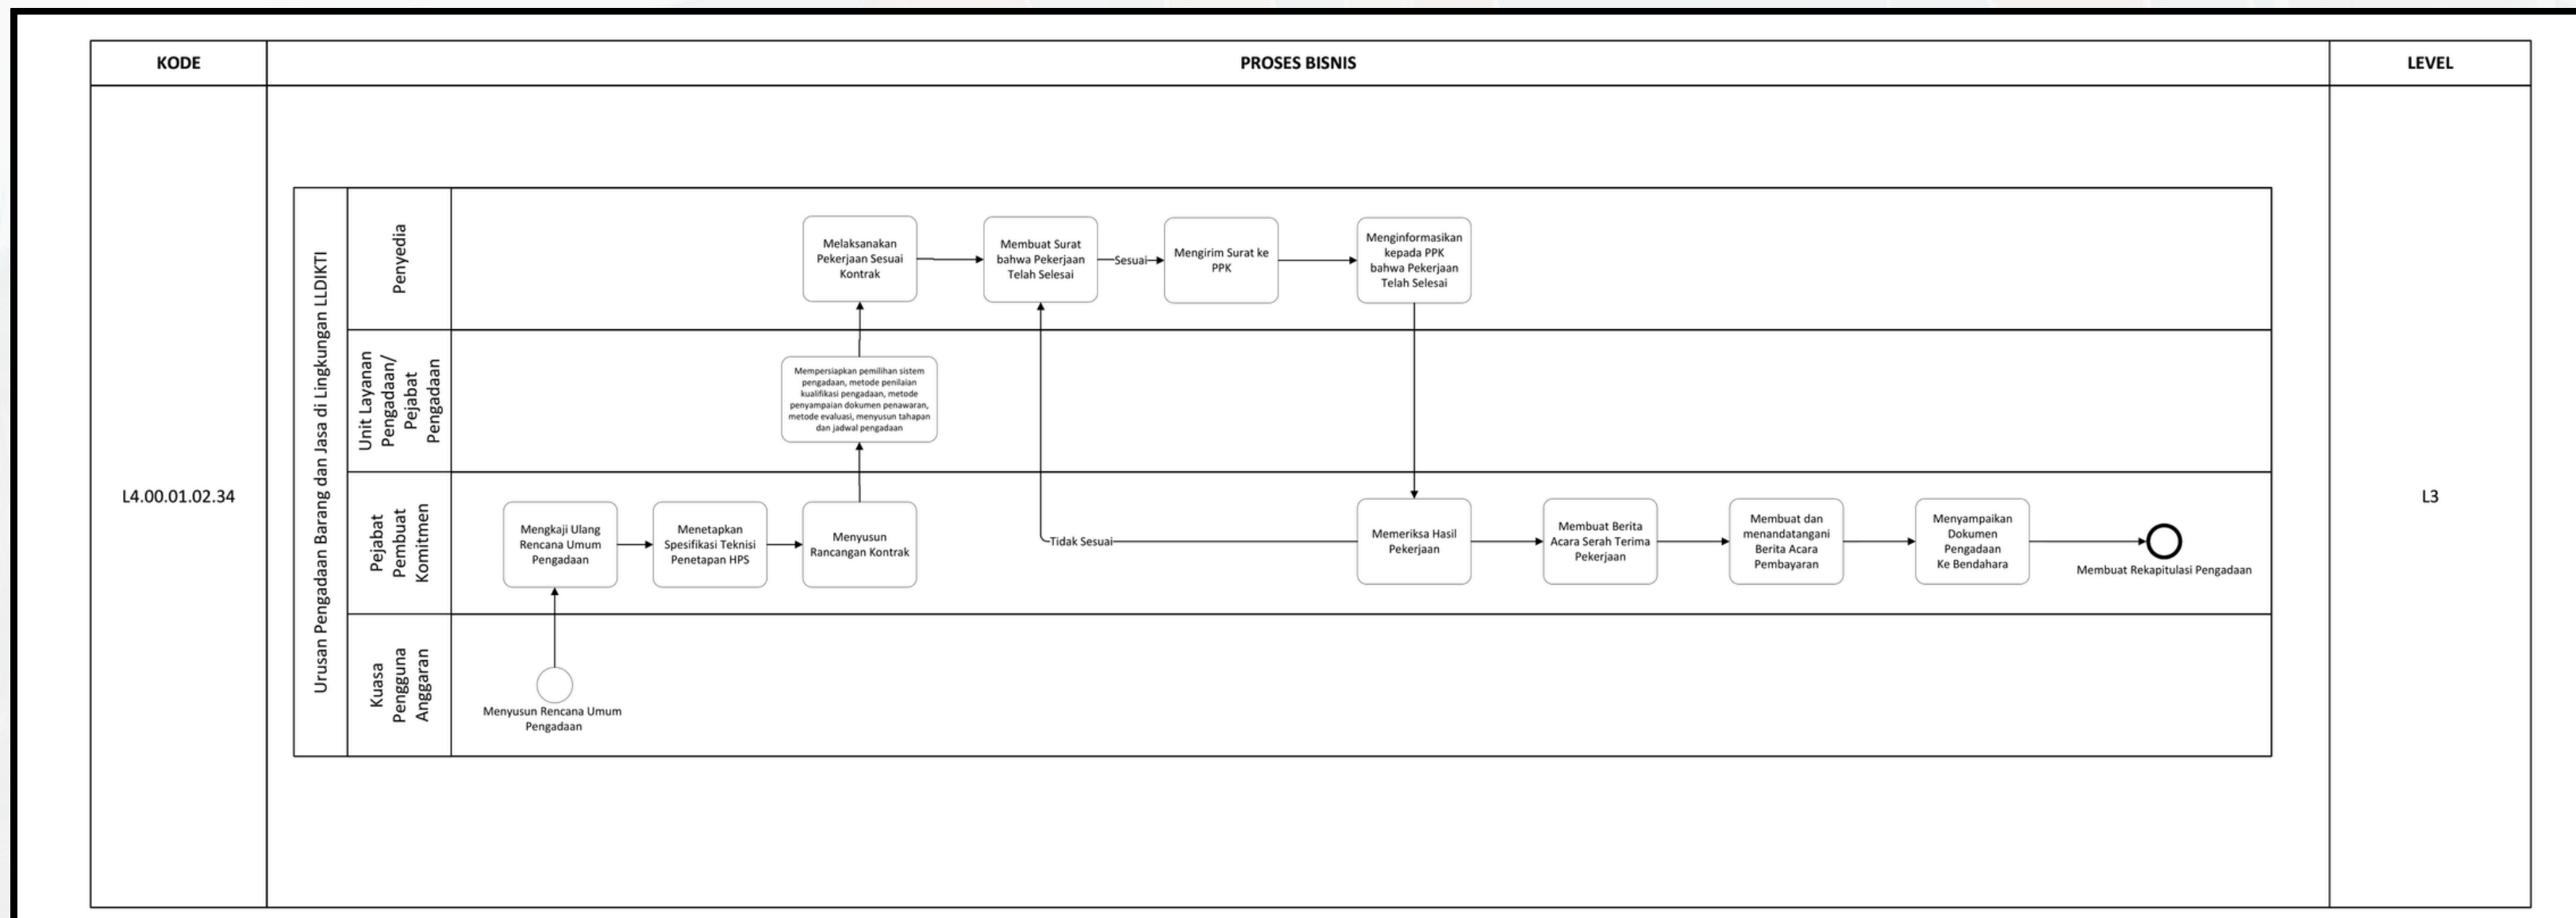 KODE
PROSES BISNIS
LEVEL
L4.00.01.02.34
L3
Urusan Pengadaan Barang dan Jasa di Lingkungan LLDIKTI
Penyedia
Melaksanakan
Pekerjaan Sesuai
Kontrak
Membuat Surat
bahwa Pekerjaan
Telah Selesai
Sesuai
Mengirim Surat ke
PPK
Menginformasikan
kepada PPK
bahwa Pekerjaan
Telah Selesai
Unit Layanan
Pengadaan/
Pejabat
Pengadaan
Mempersiapkan pemilihan sistem
pengadaan, metode penilaian
kualifikasi pengadaan, metode
penyampaian dokumen penawaran,
metode evaluasi, menyusun tahapan
dan jadwal pengadaan
Pejabat
Pembuat
Komitmen
Mengkaji Ulang
Rencana Umum
Pengadaan
Menetapkan
Spesifikasi Teknisi
Penetapan HPS
Menyusun
Rancangan Kontrak
Tidak Sesuai
Memeriksa Hasil
Pekerjaan
Membuat Berita
Acara Serah Terima
Pekerjaan
Membuat dan
menandatangani
Berita Acara
Pembayaran
Menyampaikan
Dokumen
Pengadaan
Ke Bendahara
Membuat Rekapitulasi Pengadaan
Kuasa
Pengguna
Anggaran
Menyusun Rencana Umum
Pengadaan